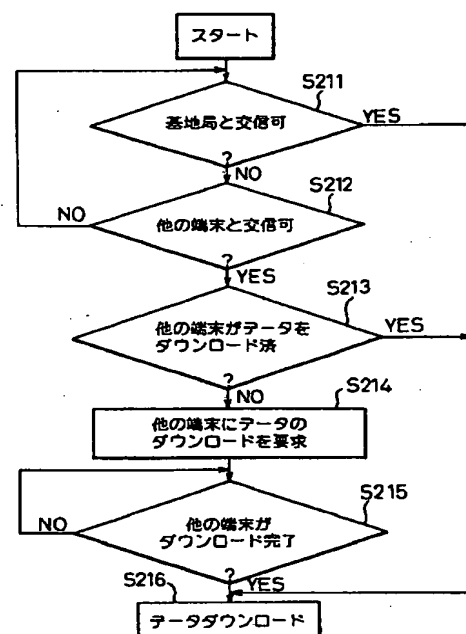 スタート
S211
基地局と交信可
YES
?
NO
S212
NO
他の端末と交信可
?
YES
S213
他の端末がデータを
ダウンロード済
YES
?
NO
S214
他の端末にデータの
ダウンロードを要求
S215
NO
他の端末が
ダウンロード完了
?
YES
S216
データダウンロード